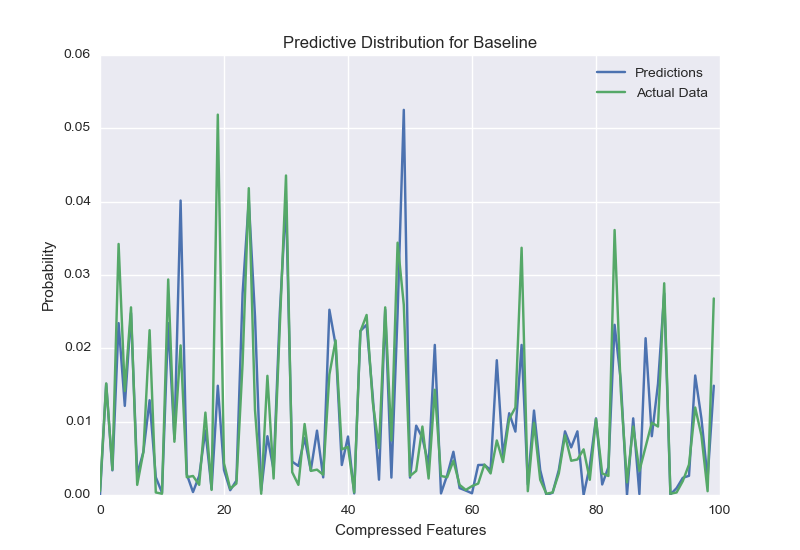 Predictive Distribution for Baseline
0.06
Predictions
Actual Data
0.05
0.04
0.03
0.02
0.01
0.00
Probability
0 20 40 60 80 100
Compressed Features